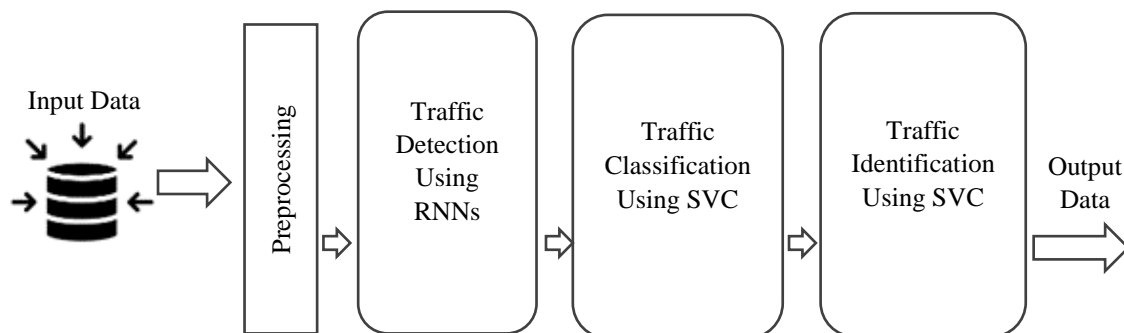 Input Data
Preprocessing
Traffic
Detection
Using
RNNs
Traffic
Classification
Using SVC
Traffic
Identification
Using SVC
Output
Data